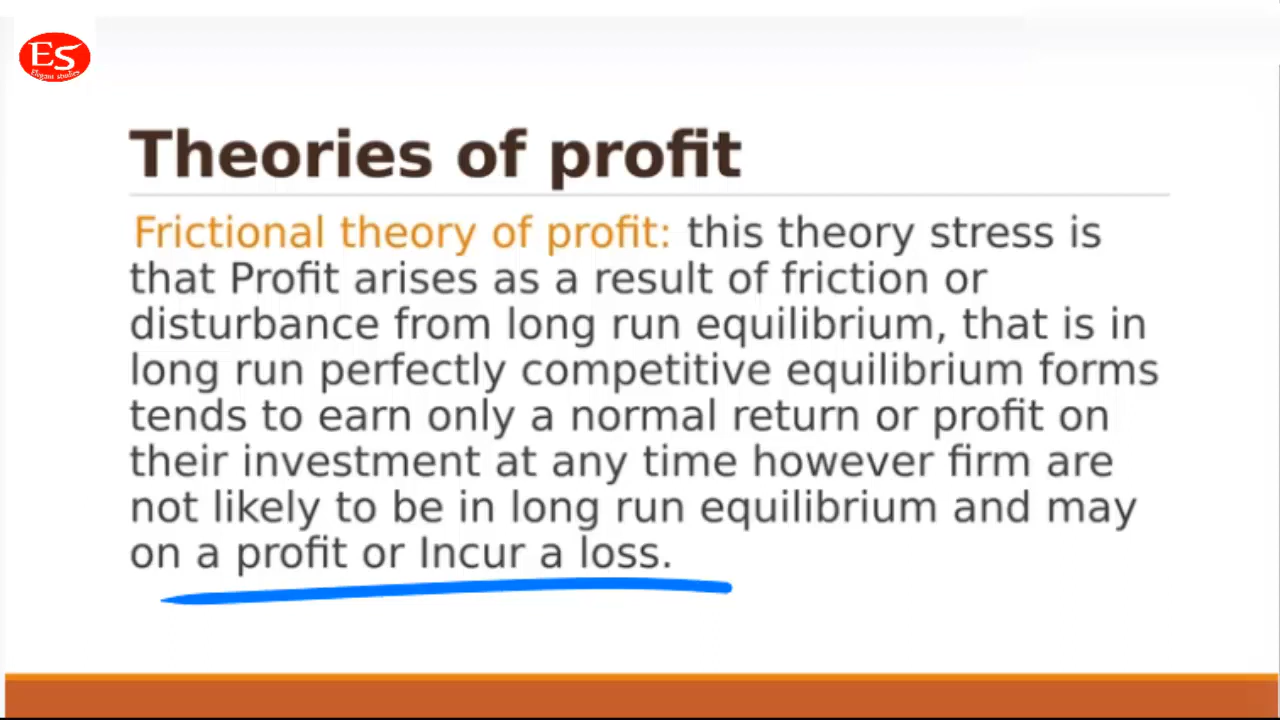 ES
Elegant studies
Theories of profit
Frictional theory of profit: this theory stress is
that Profit arises as a result of friction or
disturbance from long run equilibrium, that is in
long run perfectly competitive equilibrium forms
tends to earn only a normal return or profit on
their investment at any time however firm are
not likely to be in long run equilibrium and may
on a profit or Incur a loss.